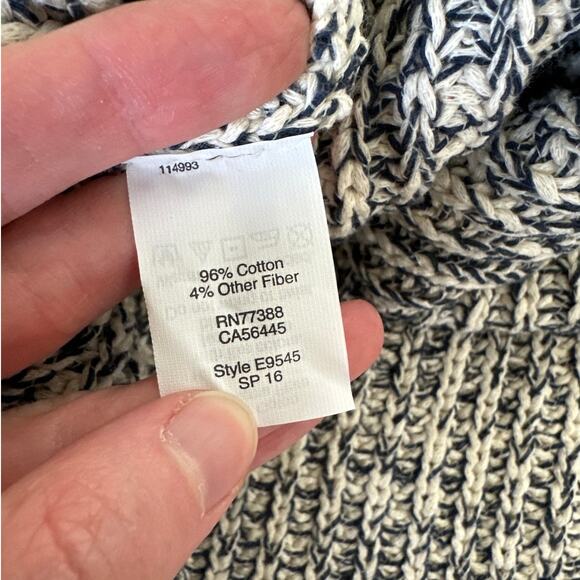 114993
96% Cotton
4% Other Fiber
RN77388
CA56445
Style E9545
SP 16